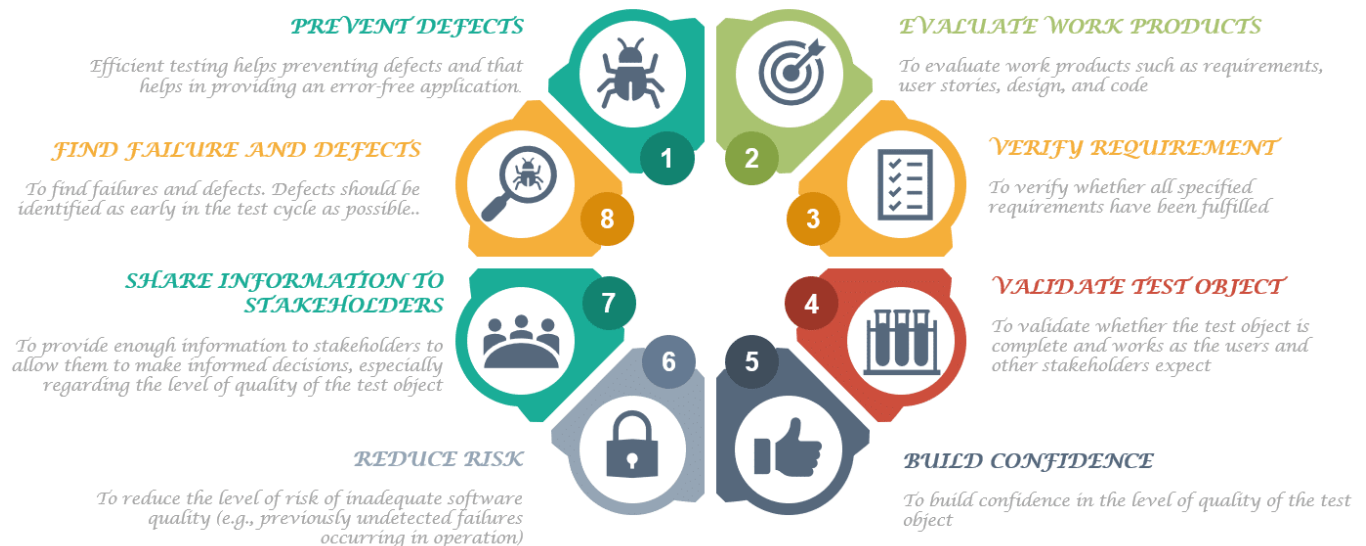 PREVENT DEFECTS
Efficient testing helps preventing defects and that
helps in providing an error-free application.
1
EVALUATE WORK PRODUCTS
To evaluate work products such as requirements,
user stories, design, and code
2
VERIFY REQUIREMENT
To verify whether all specified
requirements have been fulfilled
3
VALIDATE TEST OBJECT
To validate whether the test object is
complete and works as the users and
other stakeholders expect
4
BUILD CONFIDENCE
To build confidence in the level of quality of the test
object
5
REDUCE RISK
To reduce the level of risk of inadequate software
quality (e.g., previously undetected failures
occurring in operation)
6
SHARE INFORMATION TO
STAKEHOLDERS
To provide enough information to stakeholders to
allow them to make informed decisions, especially
regarding the level of quality of the test object
7
FIND FAILURE AND DEFECTS
To find failures and defects. Defects should be
identified as early in the test cycle as possible..
8